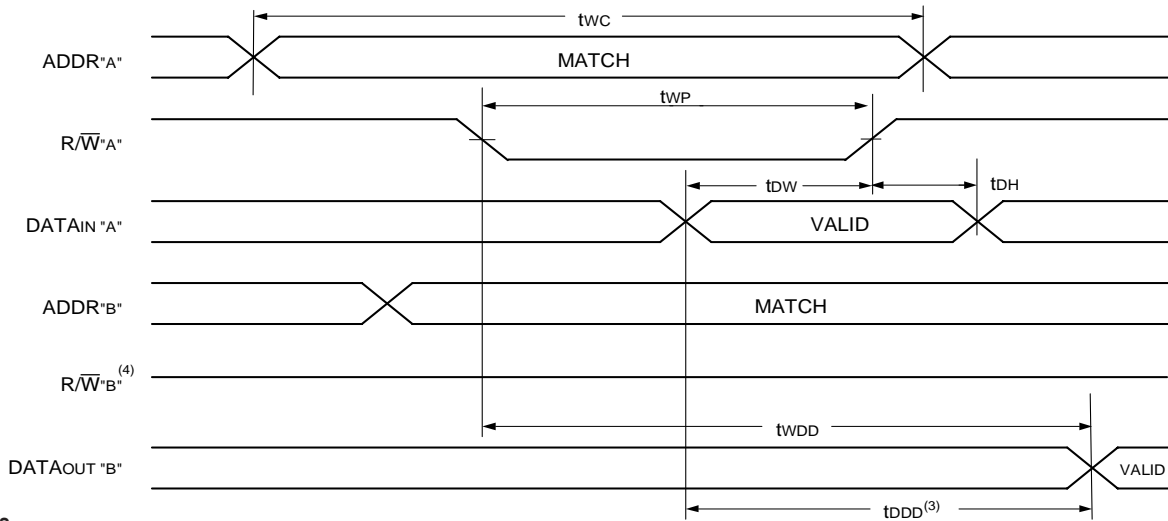 tWC
ADDR"A"
MATCH
tWP
R/W̅"A"
tDW
tDH
DATAIN "A"
VALID
ADDR"B"
MATCH
R/W̅"B"(4)
tWDD
DATAOUT "B"
VALID
tDDD(3)